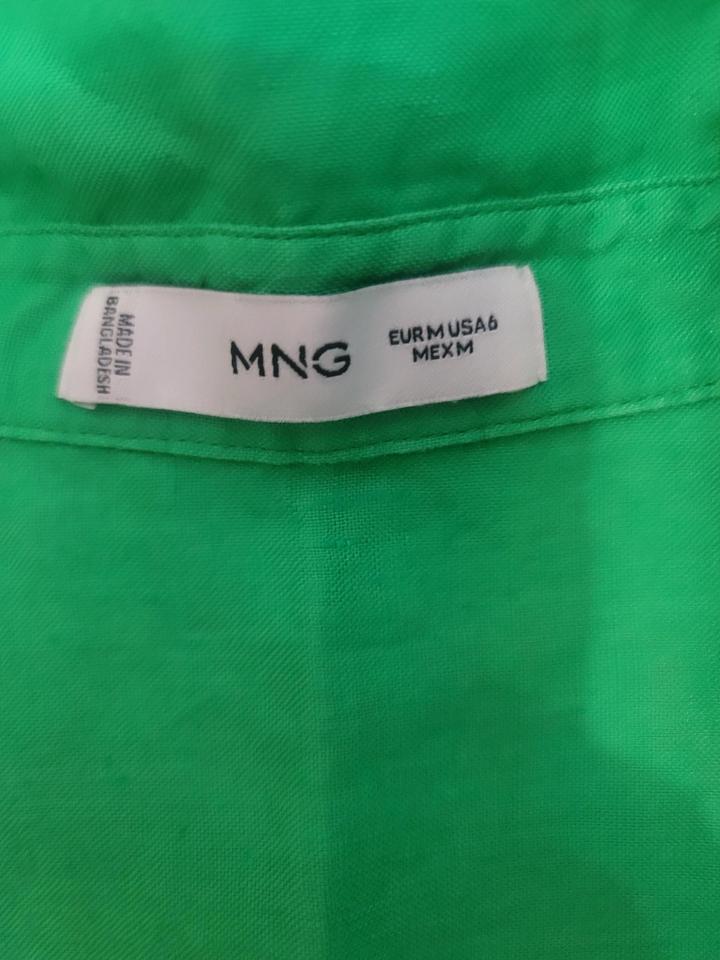 MADE IN
BANGLADESH
MNG
EUR M USA 6
MEX M